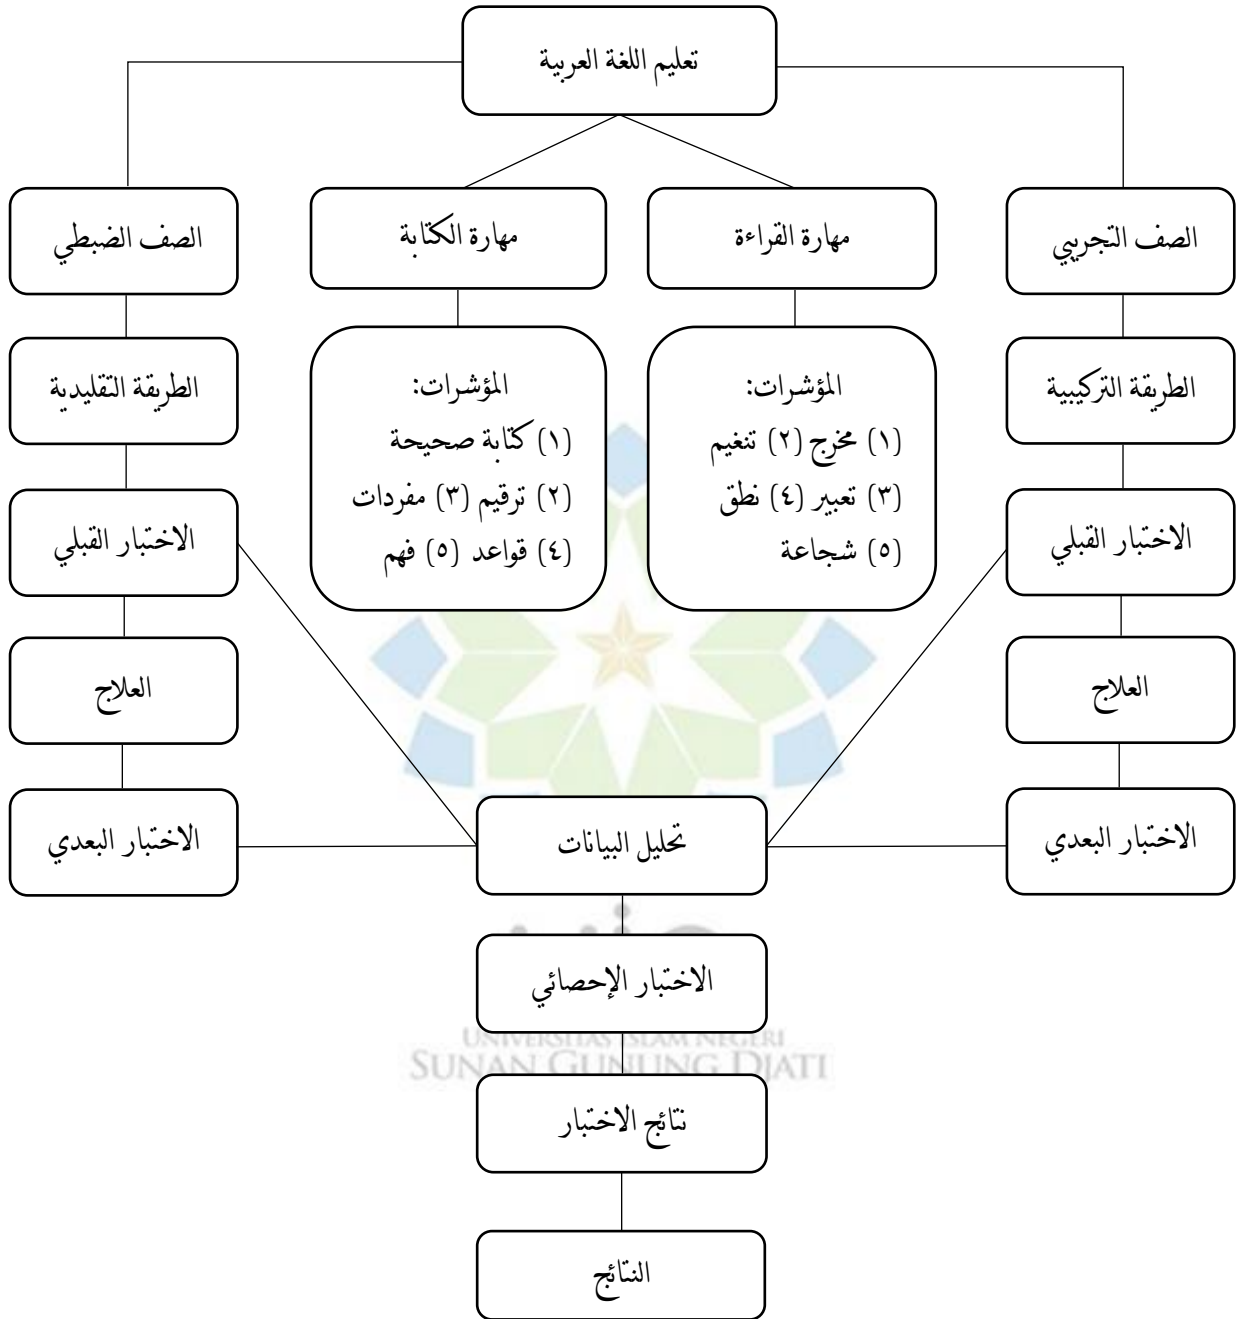 تعليم اللغة العربية
الصف التجريبي
مهارة القراءة
مهارة الكتابة
الصف الضبطي
الطريقة التركيبية
المؤشرات:
(١) مخرج (٢) تنغيم
(٣) تعبير (٤) نطق
(٥) شجاعة
المؤشرات:
(١) كتابة صحيحة
(٢) ترقيم (٣) مفردات
(٤) قواعد (٥) فهم
الطريقة التقليدية
الاختبار القبلي
الاختبار القبلي
العلاج
العلاج
الاختبار البعدي
تحليل البيانات
الاختبار البعدي
الاختبار الإحصائي
UNIVERSITAS ISLAM NEGERI
SUNAN GUNUNG DJATI
نتائج الاختبار
النتائج